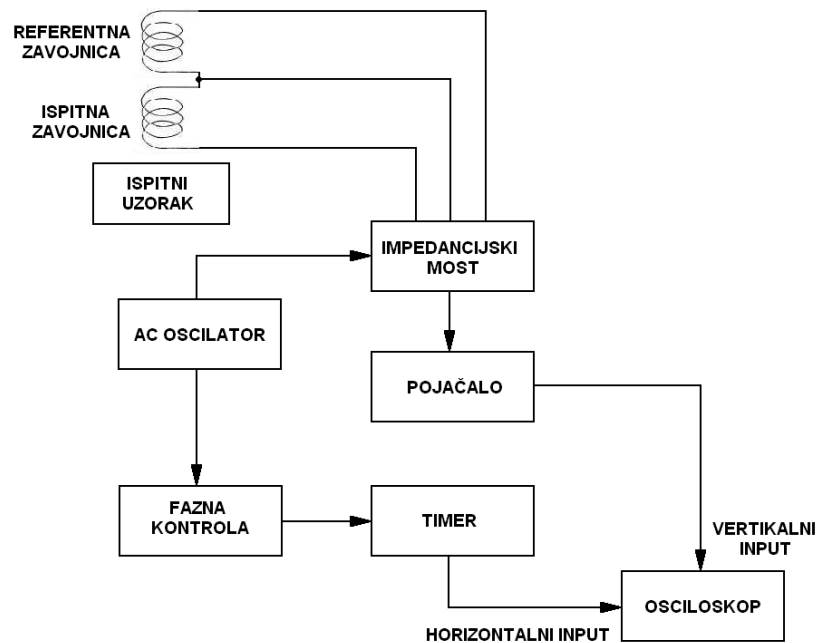 REFERENTNA
ZAVOJNICA
ISPITNA
ZAVOJNICA
ISPITNI
UZORAK
IMPEDANCIJSKI
MOST
AC OSCILATOR
POJAČALO
FAZNA
KONTROLA
TIMER
VERTIKALNI
INPUT
OSCILOSKOP
HORIZONTALNI INPUT